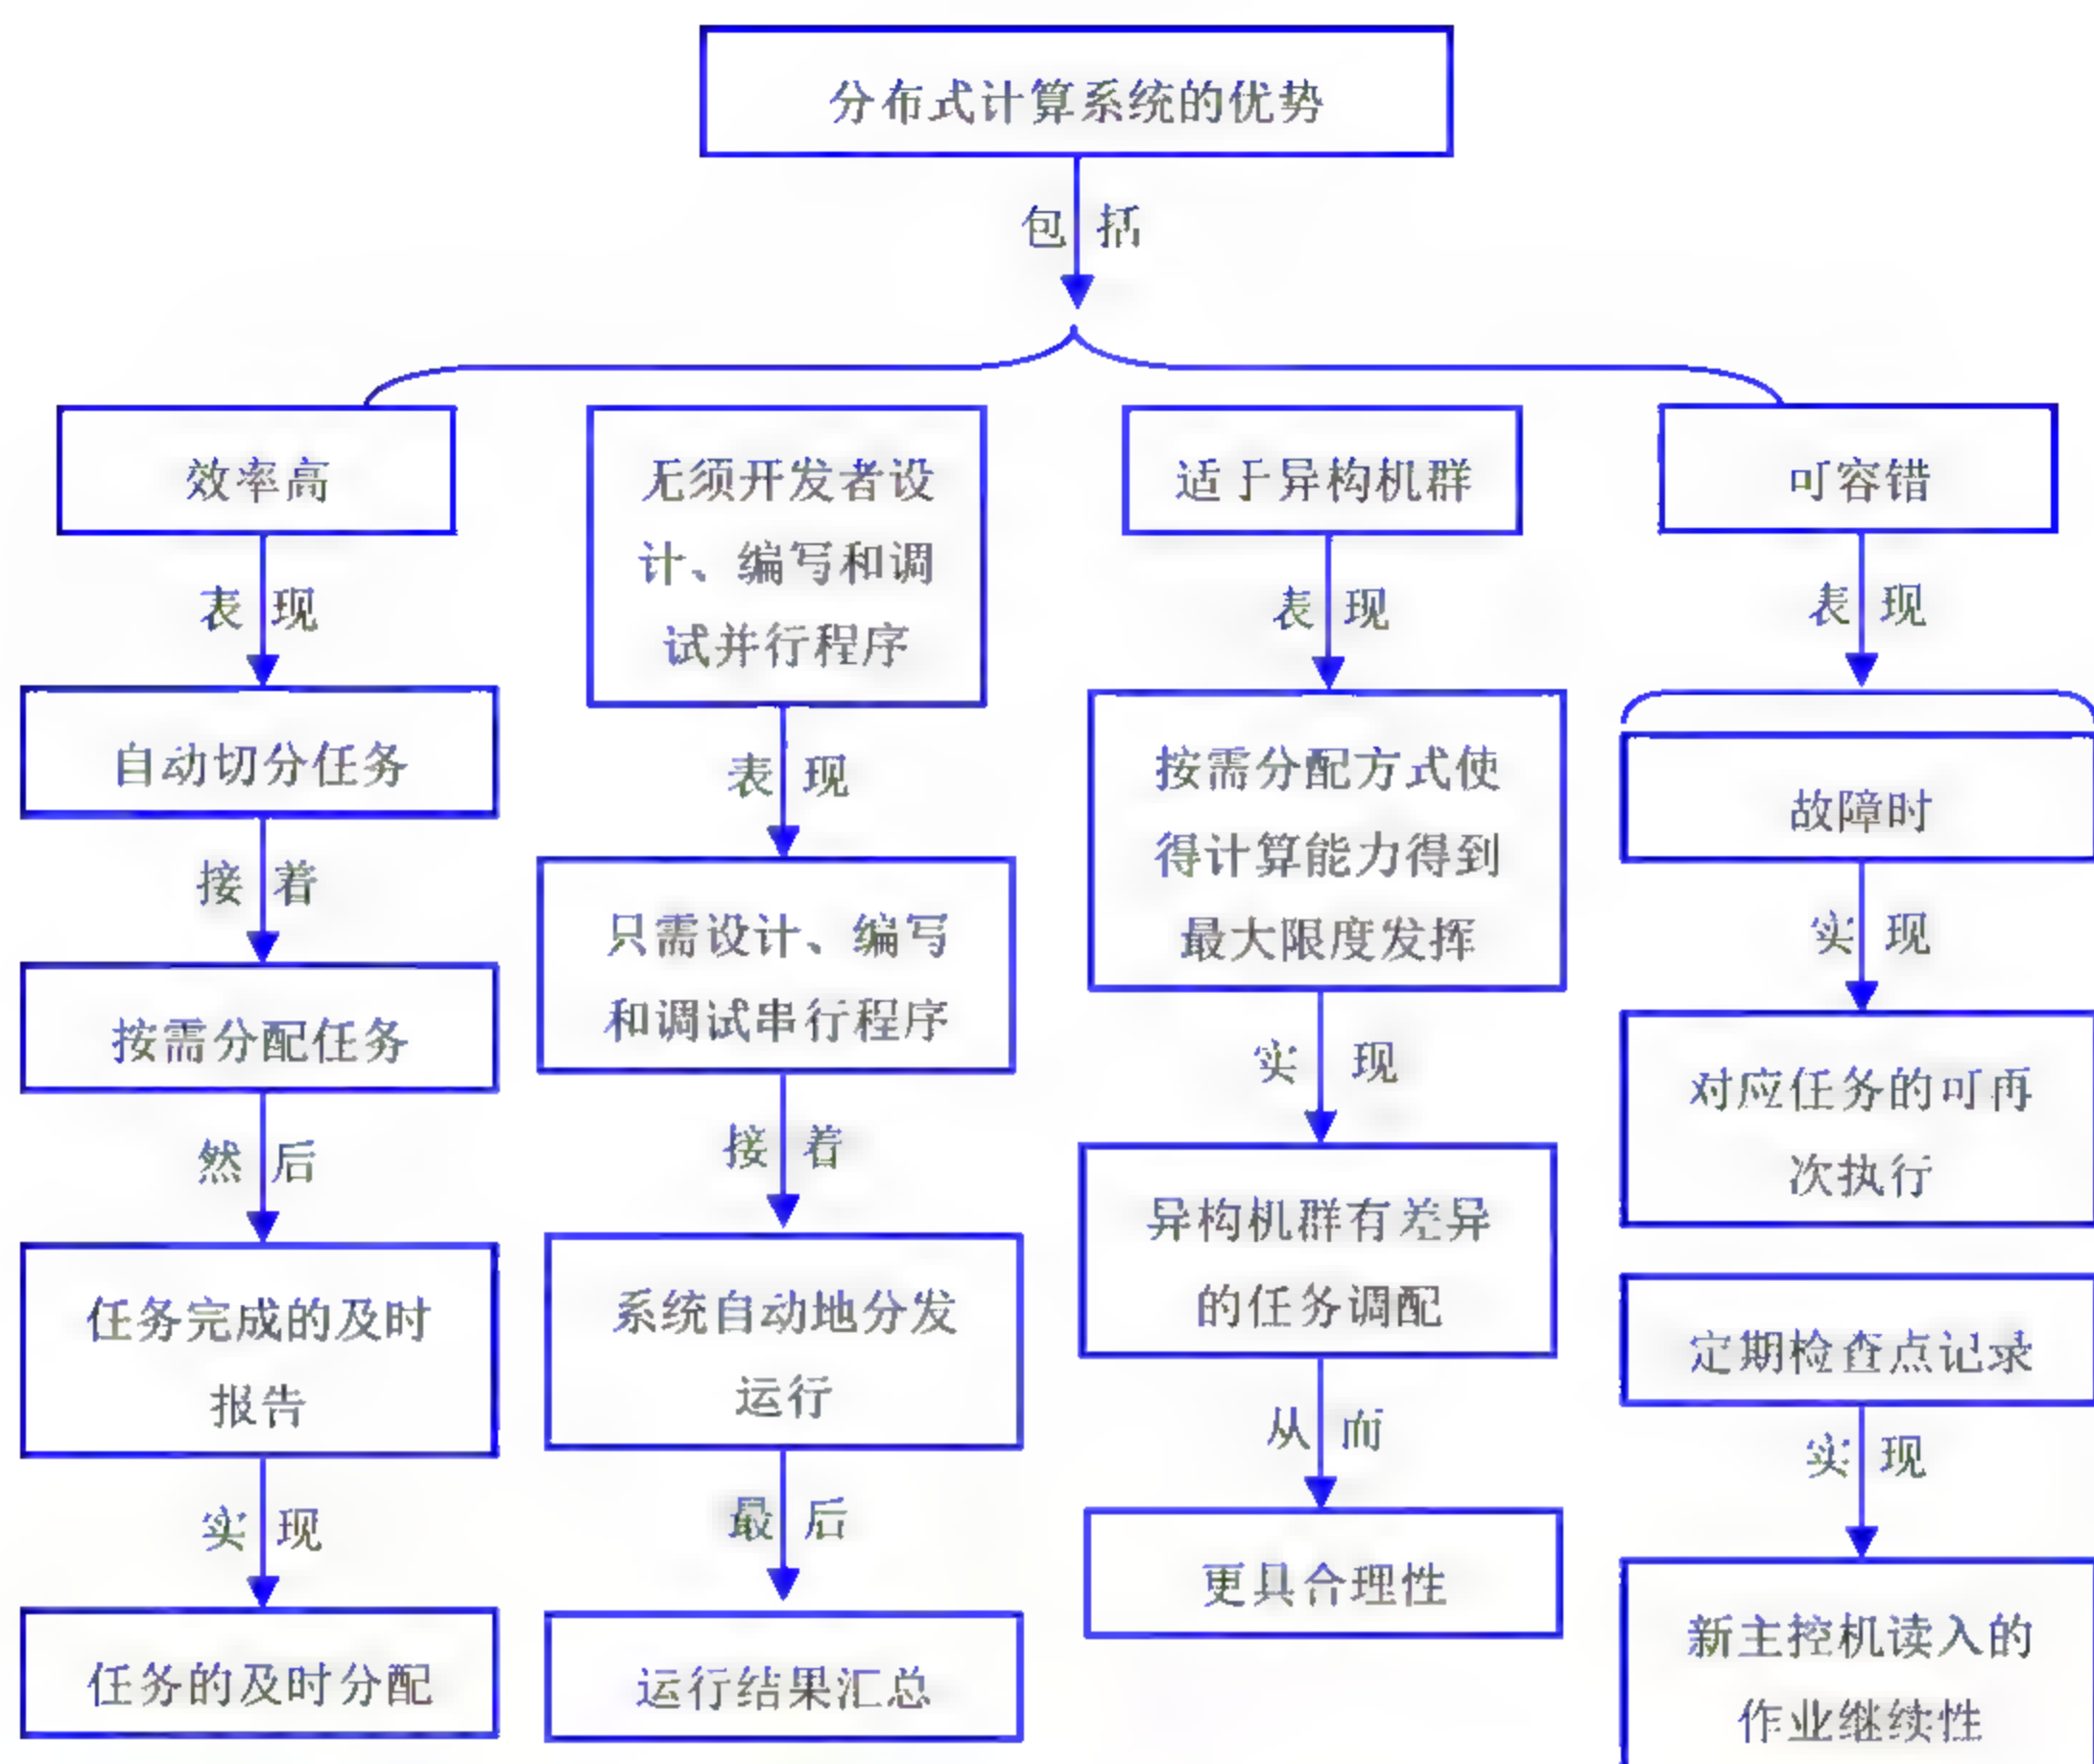 分布式计算系统的优势
包括
效率高
表现
自动切分任务
接着
按需分配任务
然后
任务完成的及时
报告
实现
任务的及时分配
无须开发者设
计、编写和调
试并行程序
表现
只需设计、编写
和调试串行程序
接着
系统自动地分发
运行
最后
运行结果汇总
适于异构机群
表现
按需分配方式使
得计算能力得到
最大限度发挥
实现
异构机群有差异
的任务调配
从而
更具合理性
可容错
表现
故障时
实现
对应任务的可再
次执行
定期检查点记录
实现
新主控机读入的
作业继续性